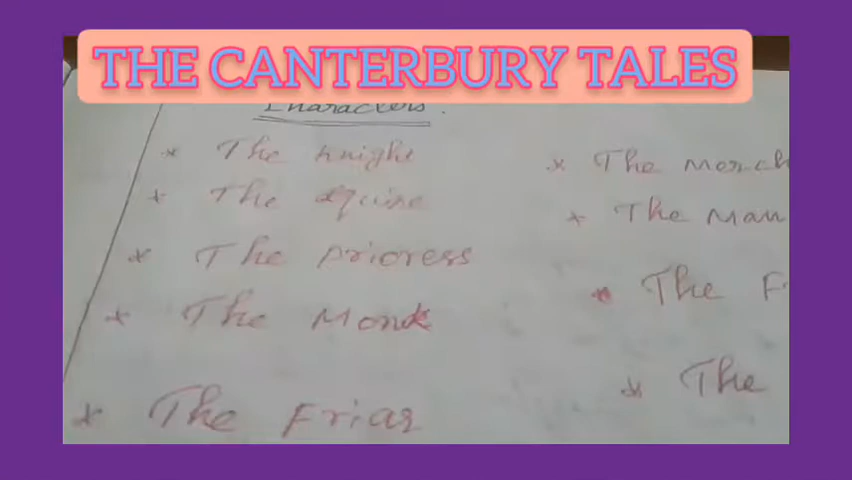 THE CANTERBURY TALES
Characters.
* The knight
* The squire
* The prioress
* The Monk
* The Friar
* The Merch
* The Man
* The F
* The